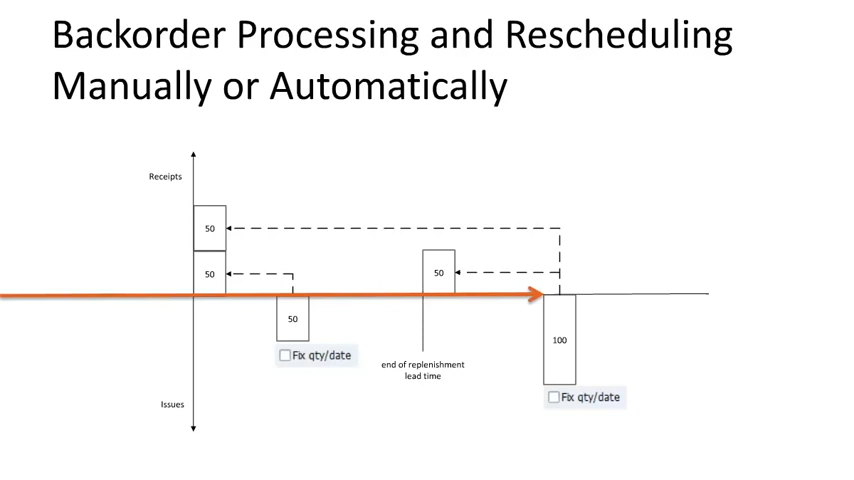 Backorder Processing and Rescheduling
Manually or Automatically
Receipts
50
50
50
50
100
Fix qty/date
end of replenishment
lead time
Fix qty/date
Issues